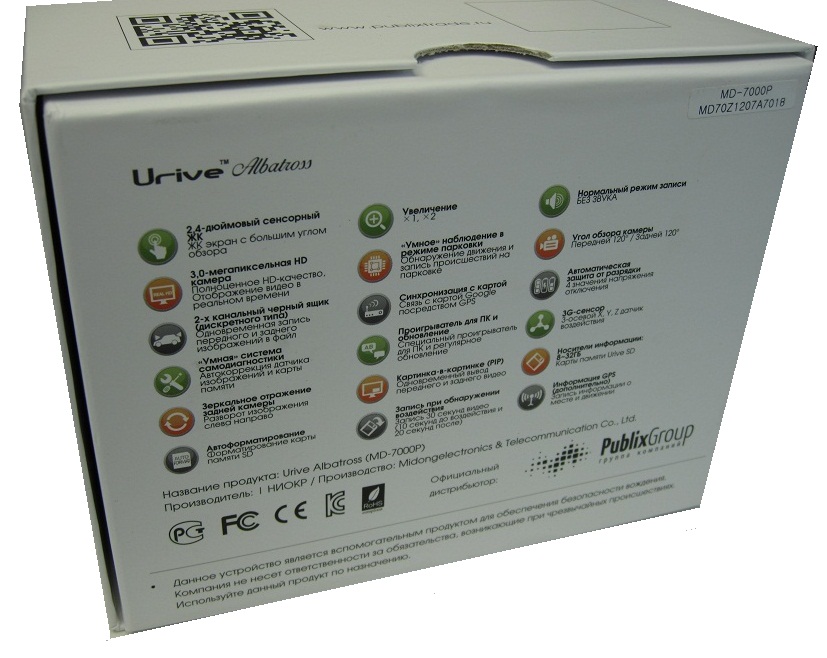 www.publixtrade.ru
MD-7000P
MD70Z1207A7018
Urive™ Albatross
2,4-дюймовый сенсорный
ЖК
ЖК экран с большим углом
обзора
3,0-мегапиксельная HD
камера
Полноценное HD-качество.
Отображение видео в
реальном времени
2-х канальный черный ящик
(дискретного типа)
Одновременная запись
переднего и заднего
изображений в файл
"Умная" система
самодиагностики
Автокоррекция датчика
изображений и карты
памяти
Зеркальное отражение
задней камеры
Разворот изображения
слева направо
AUTO
FORMAT
Автоформатирование
Форматирование карты
памяти SD
Увеличение
×1, ×2
"Умное" наблюдение в
режиме парковки
Обнаружение движения и
запись происшествий на
парковке
Синхронизация с картой
Связь с картой Google
посредством GPS
Проигрыватель для ПК и
обновление
Специальный проигрыватель
для ПК и регулярное
обновление
Картинка-в-картинке (PIP)
Одновременный вывод
переднего и заднего видео
Запись при обнаружении
воздействия
Запись 30 секунд видео
(10 секунд до воздействия и
20 секунд после)
Нормальный режим записи
БЕЗ ЗВУКА
Угол обзора камеры
Передней 120° / Задней 120°
Автоматическая
защита от разрядки
4 значения напряжения
отключения
3G-сенсор
3-осевой X, Y, Z датчик
воздействия
Носители информации:
8~32ГБ
Карты памяти Urive SD
Информация GPS
(дополнительно)
Запись информации о
месте и движении
Название продукта: Urive Albatross (MD-7000P)
Производитель: I НИОКР / Производство: Midongelectronics & Telecommunication Co., Ltd.
Официальный
дистрибьютор:
PublixGroup
группа компаний
РСТ FC CE RoHS
• Данное устройство является вспомогательным продуктом для обеспечения безопасности вождения.
Компания не несет ответственности за обязательства, возникающие при чрезвычайных происшествиях.
Используйте данный продукт по назначению.